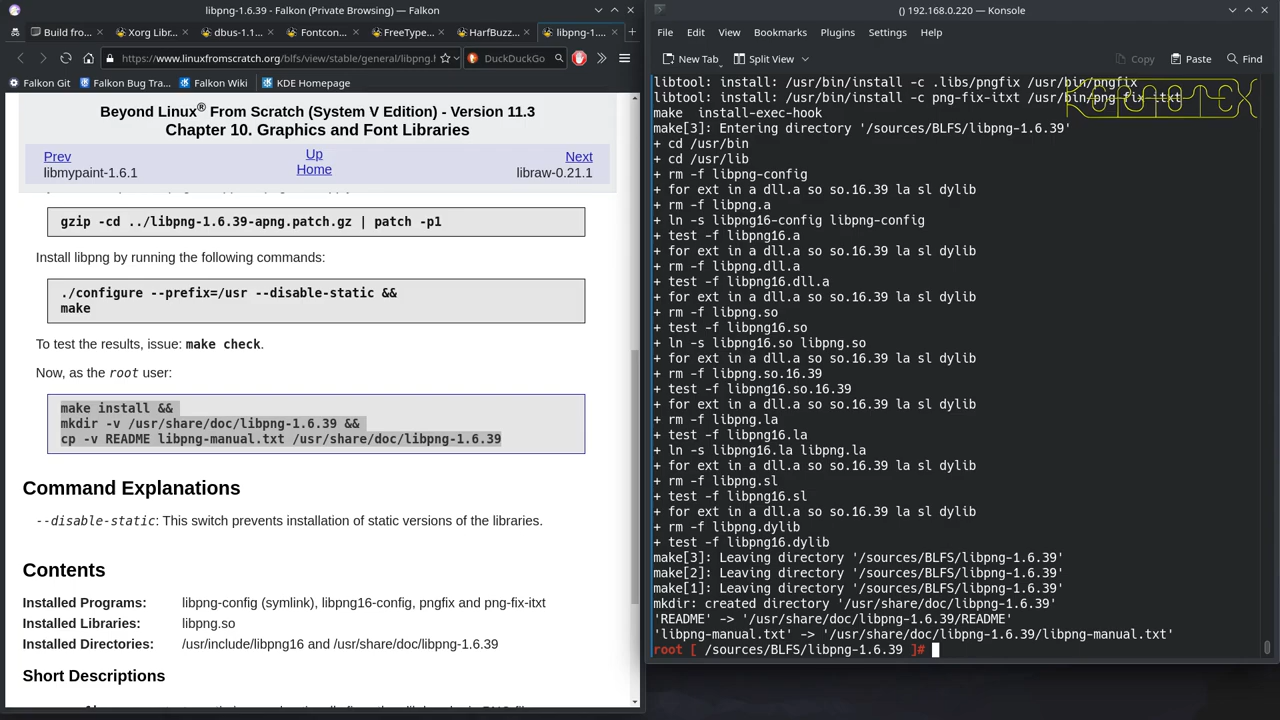 libpng-1.6.39 - Falkon (Private Browsing) — Falkon
Build fro...
Xorg Libr...
dbus-1.1...
Fontcon...
FreeType...
HarfBuzz...
libpng-1....
https://www.linuxfromscratch.org/blfs/view/stable/general/libpng.l
DuckDuckGo
Falkon Git
Falkon Bug Tra...
Falkon Wiki
KDE Homepage
Beyond Linux® From Scratch (System V Edition) - Version 11.3
Chapter 10. Graphics and Font Libraries
Prev
Up
Next
libmypaint-1.6.1
Home
libraw-0.21.1
gzip -cd ../libpng-1.6.39-apng.patch.gz | patch -p1
Install libpng by running the following commands:
./configure --prefix=/usr --disable-static &&
make
To test the results, issue: make check.
Now, as the root user:
make install &&
mkdir -v /usr/share/doc/libpng-1.6.39 &&
cp -v README libpng-manual.txt /usr/share/doc/libpng-1.6.39
Command Explanations
--disable-static: This switch prevents installation of static versions of the libraries.
Contents
Installed Programs: libpng-config (symlink), libpng16-config, pngfix and png-fix-itxt
Installed Libraries: libpng.so
Installed Directories: /usr/include/libpng16 and /usr/share/doc/libpng-1.6.39
Short Descriptions
() 192.168.0.220 — Konsole
File Edit View Bookmarks Plugins Settings Help
New Tab Split View Copy Paste Find
libtool: install: /usr/bin/install -c .libs/pngfix /usr/bin/pngfix
libtool: install: /usr/bin/install -c png-fix-itxt /usr/bin/png-fix-itxt
make  install-exec-hook
make[3]: Entering directory '/sources/BLFS/libpng-1.6.39'
+ cd /usr/bin
+ cd /usr/lib
+ rm -f libpng-config
+ for ext in a dll.a so so.16.39 la sl dylib
+ rm -f libpng.a
+ ln -s libpng16-config libpng-config
+ test -f libpng16.a
+ for ext in a dll.a so so.16.39 la sl dylib
+ rm -f libpng.dll.a
+ test -f libpng16.dll.a
+ for ext in a dll.a so so.16.39 la sl dylib
+ rm -f libpng.so
+ test -f libpng16.so
+ ln -s libpng16.so libpng.so
+ for ext in a dll.a so so.16.39 la sl dylib
+ rm -f libpng.so.16.39
+ test -f libpng16.so.16.39
+ for ext in a dll.a so so.16.39 la sl dylib
+ rm -f libpng.la
+ test -f libpng16.la
+ ln -s libpng16.la libpng.la
+ for ext in a dll.a so so.16.39 la sl dylib
+ rm -f libpng.sl
+ test -f libpng16.sl
+ for ext in a dll.a so so.16.39 la sl dylib
+ rm -f libpng.dylib
+ test -f libpng16.dylib
make[3]: Leaving directory '/sources/BLFS/libpng-1.6.39'
make[2]: Leaving directory '/sources/BLFS/libpng-1.6.39'
make[1]: Leaving directory '/sources/BLFS/libpng-1.6.39'
mkdir: created directory '/usr/share/doc/libpng-1.6.39'
'README' -> '/usr/share/doc/libpng-1.6.39/README'
'libpng-manual.txt' -> '/usr/share/doc/libpng-1.6.39/libpng-manual.txt'
root [ /sources/BLFS/libpng-1.6.39 ]#